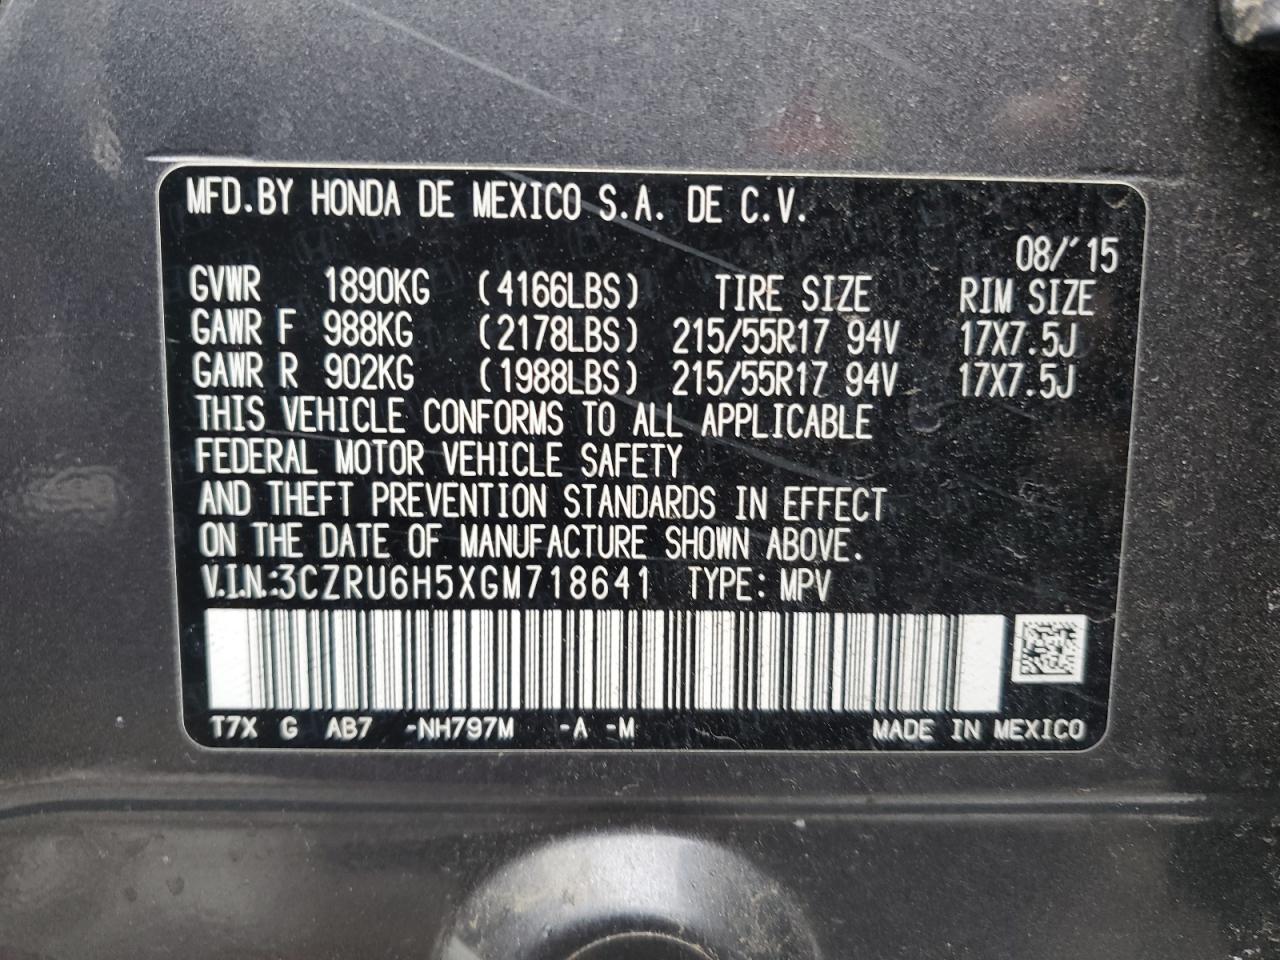 MFD.BY HONDA DE MEXICO S.A. DE C.V.
08/'15
GVWR 1890KG (4166LBS) TIRE SIZE RIM SIZE
GAWR F 988KG (2178LBS) 215/55R17 94V 17X7.5J
GAWR R 902KG (1988LBS) 215/55R17 94V 17X7.5J
THIS VEHICLE CONFORMS TO ALL APPLICABLE
FEDERAL MOTOR VEHICLE SAFETY
AND THEFT PREVENTION STANDARDS IN EFFECT
ON THE DATE OF MANUFACTURE SHOWN ABOVE.
V.I.N.:3CZRU6H5XGM718641 TYPE: MPV
T7X G AB7 -NH797M -A -M MADE IN MEXICO